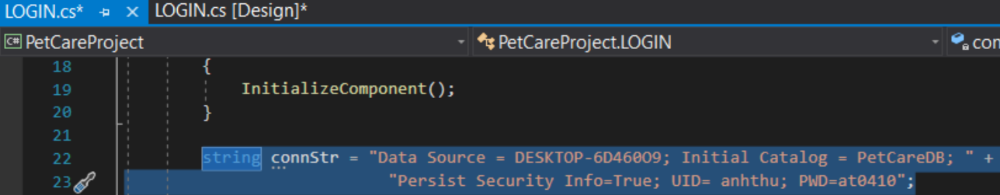 LOGIN.cs* LOGIN.cs [Design]*
C# PetCareProject PetCareProject.LOGIN con
18 {
19 InitializeComponent();
20 }
21
22 string connStr = "Data Source = DESKTOP-6D460O9; Initial Catalog = PetCareDB; " +
23 "Persist Security Info=True; UID= anhthu; PWD=at0410";